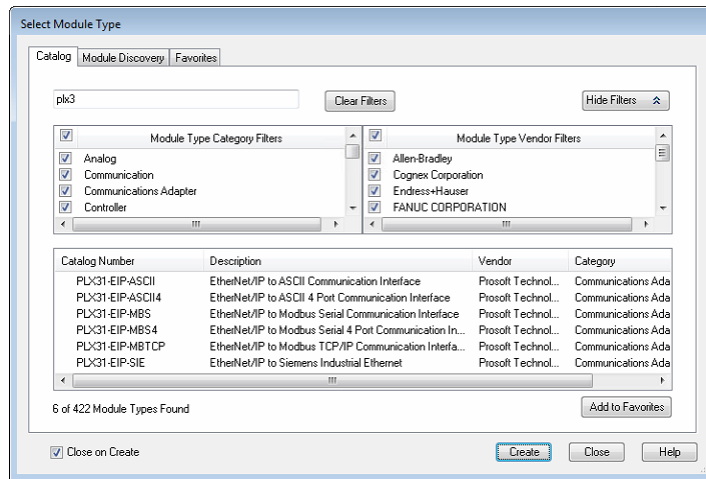 Select Module Type
Catalog Module Discovery Favorites
plx3 Clear Filters Hide Filters
Module Type Category Filters Module Type Vendor Filters
Analog Allen-Bradley
Communication Cognex Corporation
Communications Adapter Endress+Hauser
Controller FANUC CORPORATION
Catalog Number Description Vendor Category
PLX31-EIP-ASCII EtherNet/IP to ASCII Communication Interface Prosoft Technol... Communications Ada
PLX31-EIP-ASCII4 EtherNet/IP to ASCII 4 Port Communication Interface Prosoft Technol... Communications Ada
PLX31-EIP-MBS EtherNet/IP to Modbus Serial Communication Interface Prosoft Technol... Communications Ada
PLX31-EIP-MBS4 EtherNet/IP to Modbus Serial 4 Port Communication In... Prosoft Technol... Communications Ada
PLX31-EIP-MBTCP EtherNet/IP to Modbus TCP/IP Communication Interfa... Prosoft Technol... Communications Ada
PLX31-EIP-SIE EtherNet/IP to Siemens Industrial Ethernet Prosoft Technol... Communications Ada
6 of 422 Module Types Found Add to Favorites
Close on Create Create Close Help